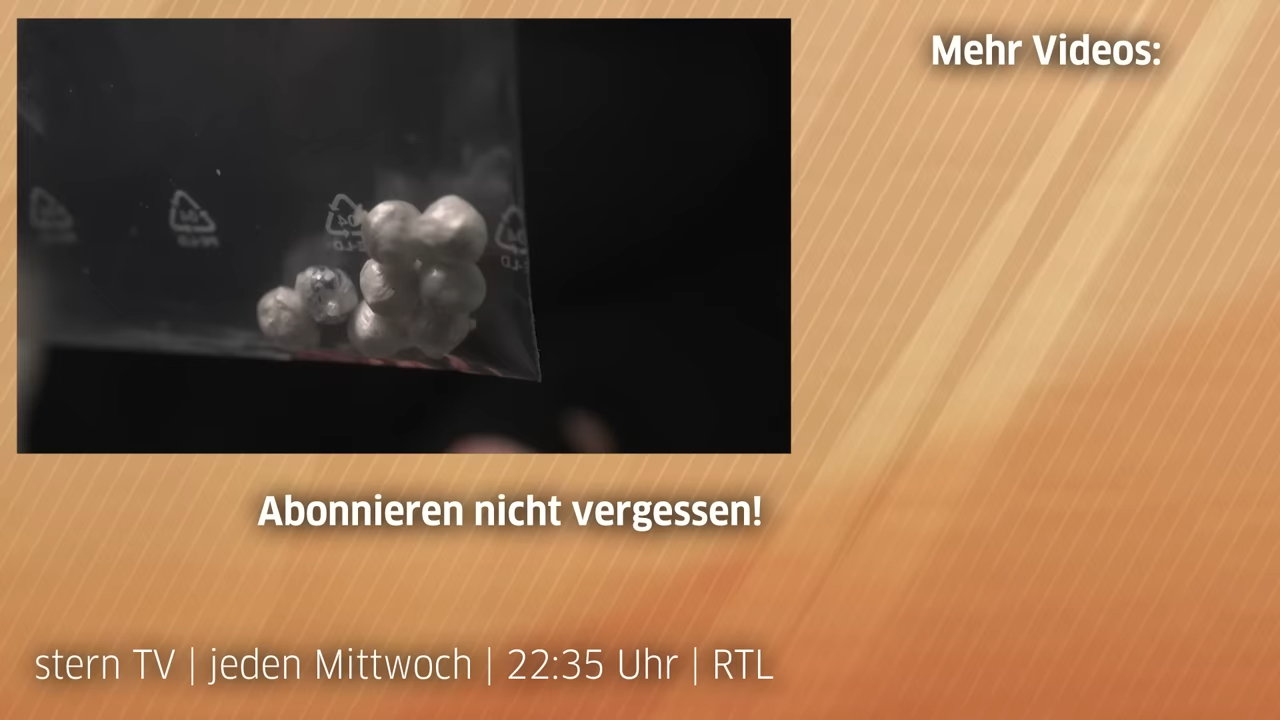 Mehr Videos:
Abonnieren nicht vergessen!
stern TV | jeden Mittwoch | 22:35 Uhr | RTL